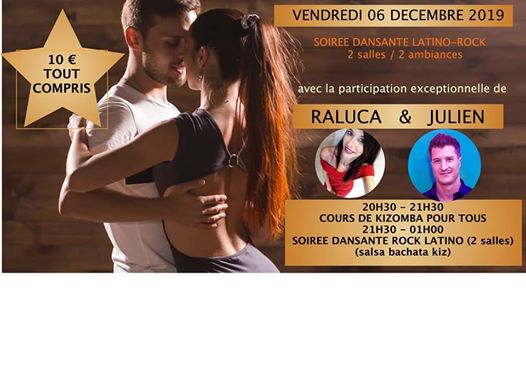 10 €
TOUT
COMPRIS
VENDREDI 06 DECEMBRE 2019
SOIREE DANSANTE LATINO-ROCK
2 salles / 2 ambiances
avec la participation exceptionnelle de
RALUCA & JULIEN
20H30 - 21H30
COURS DE KIZOMBA POUR TOUS
21H30 - 01H00
SOIREE DANSANTE ROCK LATINO (2 salles)
(salsa bachata kiz)